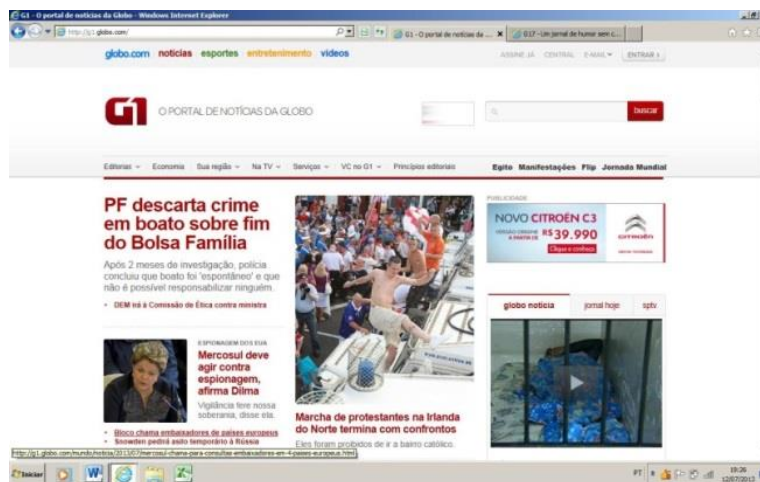 G1 - O portal de notícias da Globo - Windows Internet Explorer
http://g1.globo.com/
G1 - O portal de notícias da ...
G17 - Um jornal de humor sem c...
globo.com notícias esportes entretenimento vídeos
ASSINE JÁ CENTRAL E-MAIL ENTRAR
G1 O PORTAL DE NOTÍCIAS DA GLOBO
buscar
Editorias Economia Sua região Na TV Serviços VC no G1 Princípios editoriais
Egito Manifestações Flip Jornada Mundial
PF descarta crime
em boato sobre fim
do Bolsa Família
Após 2 meses de investigação, polícia
concluiu que boato foi 'espontâneo' e que
não é possível responsabilizar ninguém.
DEM irá à Comissão de Ética contra ministra
ESPIONAGEM DOS EUA
Mercosul deve
agir contra
espionagem,
afirma Dilma
Vigilância fere nossa
soberania, disse ela.
Bloco chama embaixadores de países europeus
Snowden pedirá asilo temporário à Rússia
Marcha de protestantes na Irlanda
do Norte termina com confrontos
Eles foram proibidos de ir a bairro católico.
PUBLICIDADE
NOVO CITROËN C3
A PARTIR DE R$39.990
Clique e conheça
CITROËN
globo notícia jornal hoje sptv
http://g1.globo.com/mundo/noticia/2013/07/mercosul-chama-para-consultas-embaixadores-em-4-paises-europeus.html
Iniciar
PT
19:26
12/07/2013